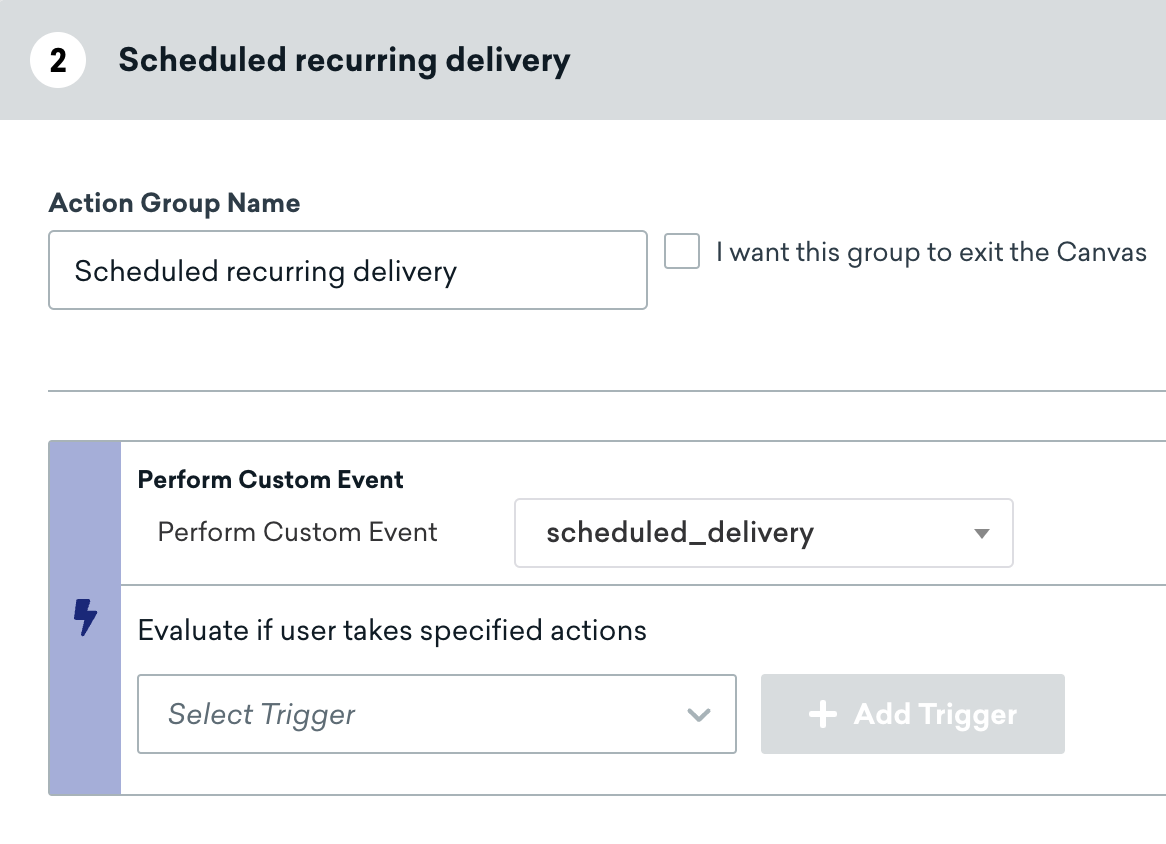 2 Scheduled recurring delivery
Action Group Name
Scheduled recurring delivery
I want this group to exit the Canvas
Perform Custom Event
Perform Custom Event
scheduled_delivery
Evaluate if user takes specified actions
Select Trigger
Add Trigger